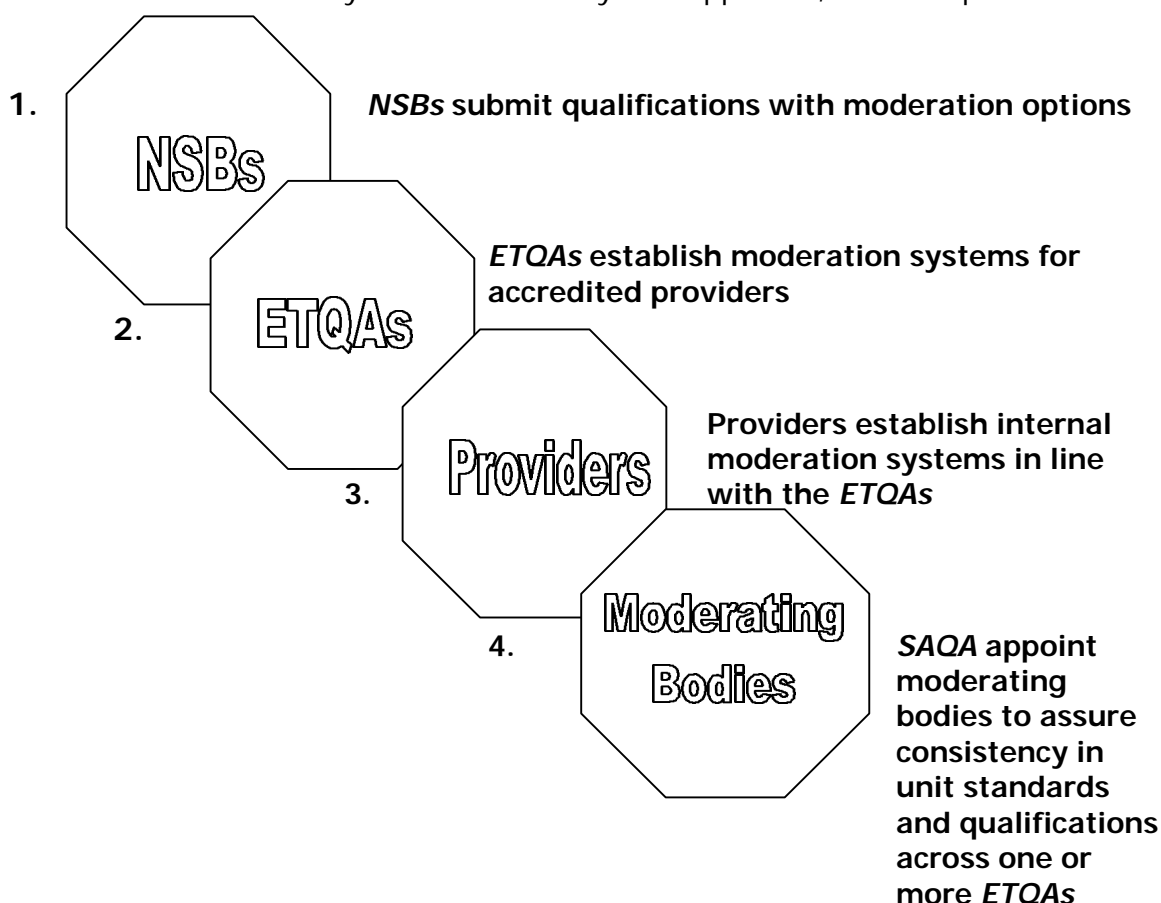 1.
NSBs submit qualifications with moderation options
NSBs
ETQAs establish moderation systems for
accredited providers
2.
ETQAs
Providers establish internal
moderation systems in line
with the ETQAs
3.
Providers
4.
Moderating
Bodies
SAQA appoint
moderating
bodies to assure
consistency in
unit standards
and qualifications
across one or
more ETQAs